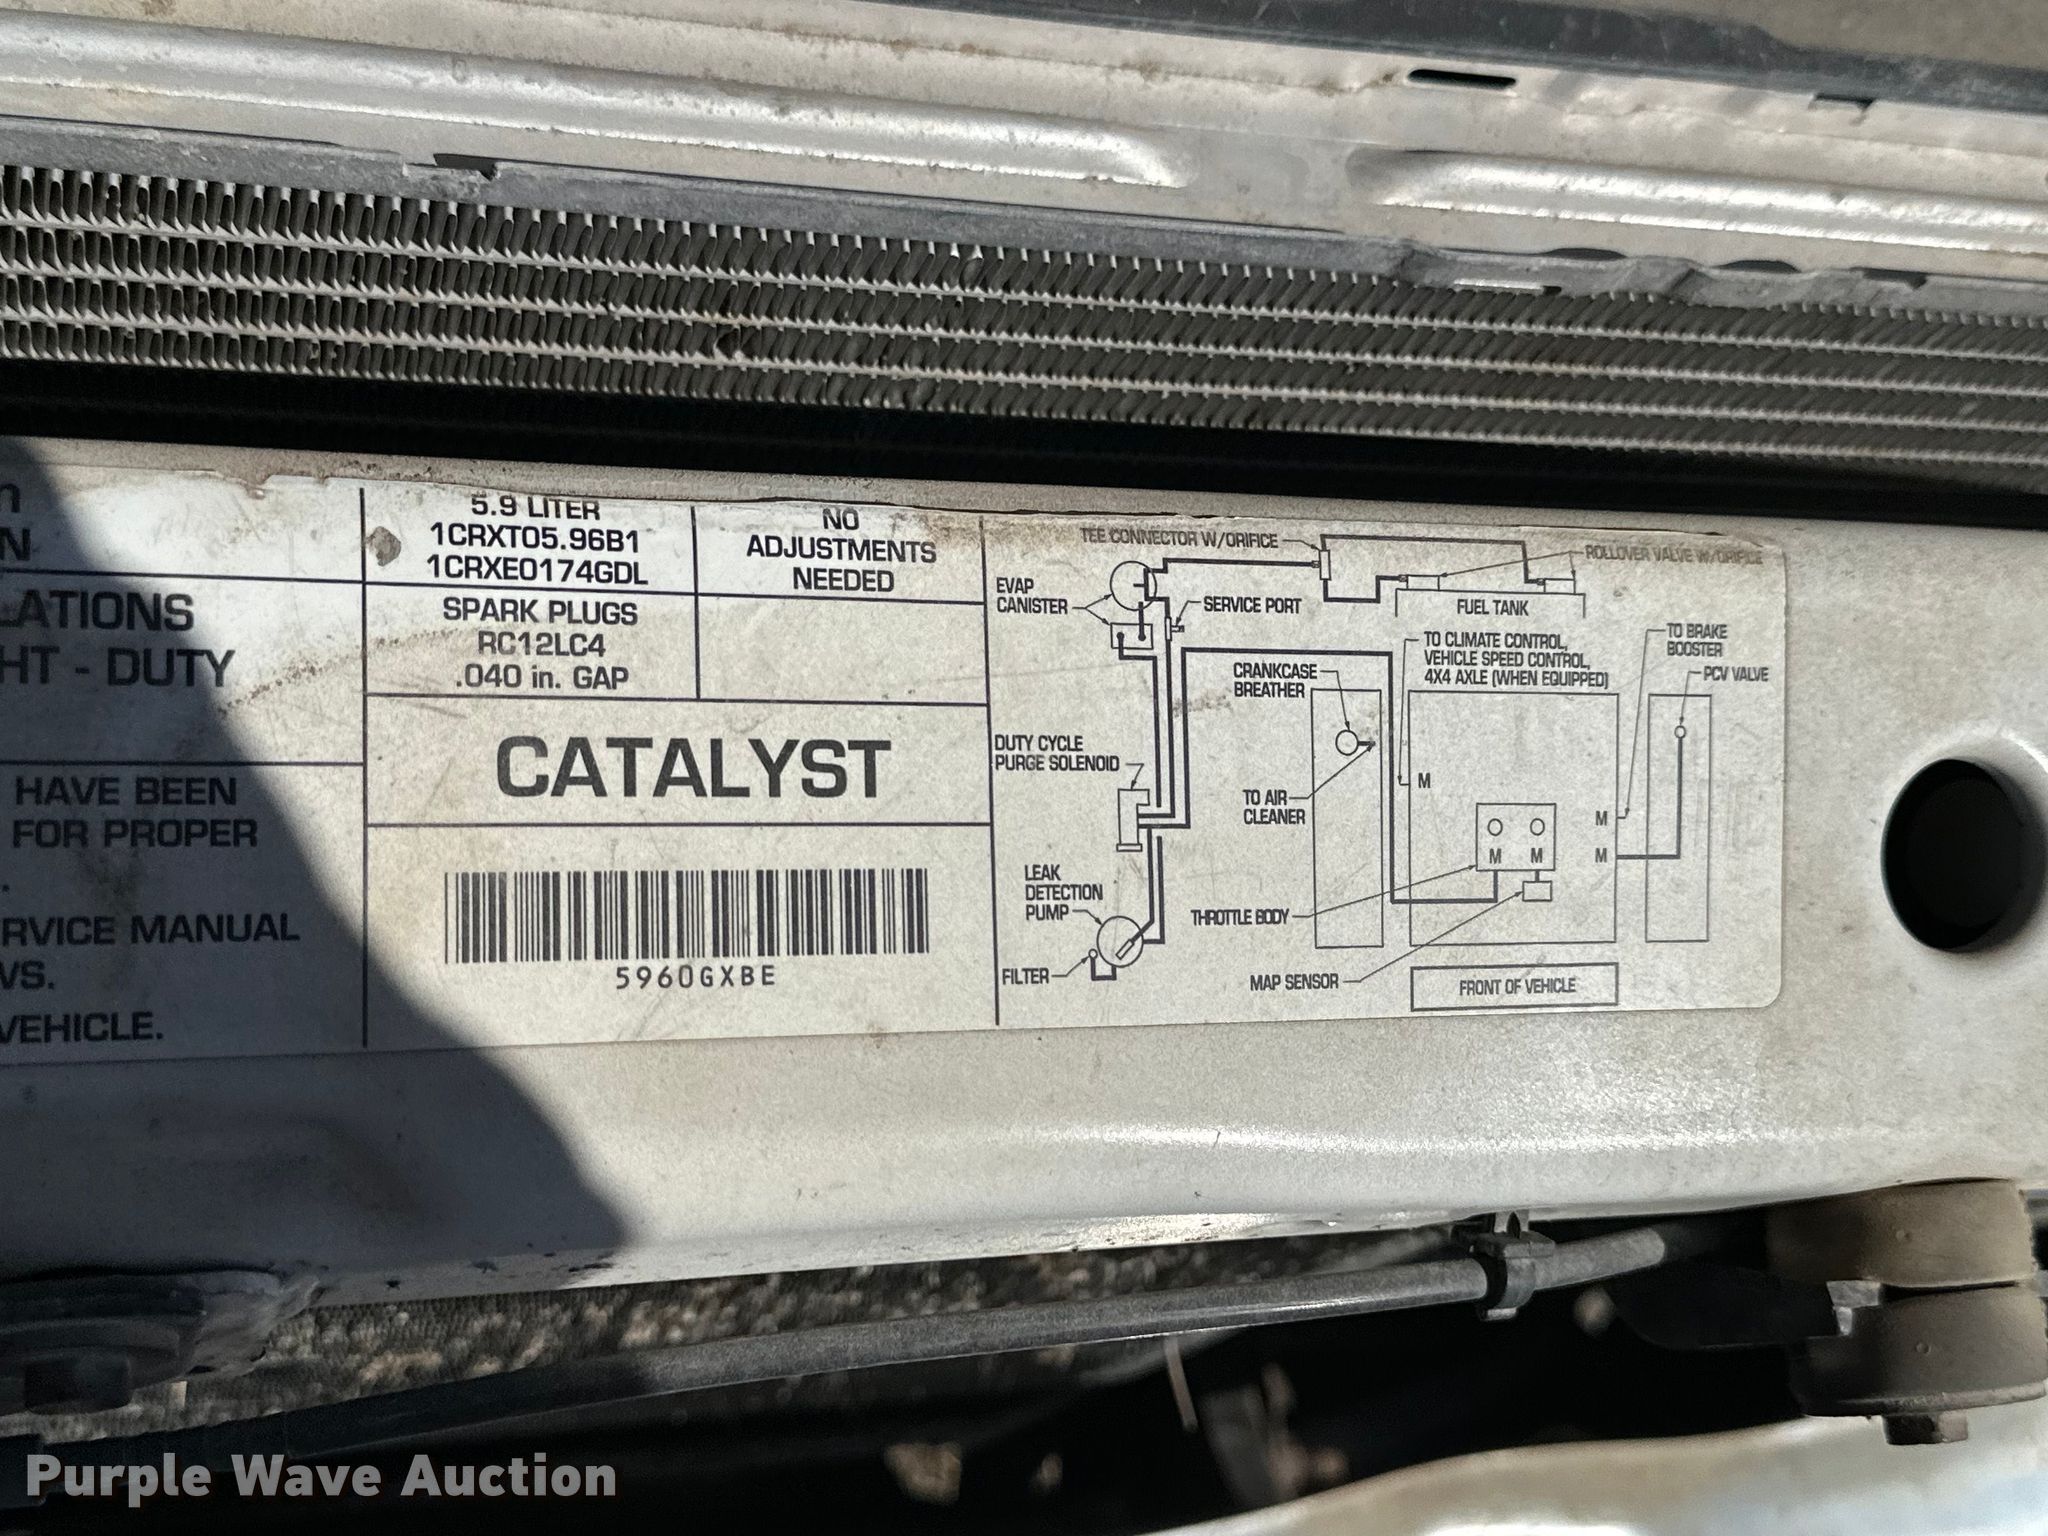 N
LATIONS
HT - DUTY
HAVE BEEN
FOR PROPER
RVICE MANUAL
WS.
VEHICLE.
5.9 LITER
1CRXT05.96B1
1CRXE0174GDL
NO
ADJUSTMENTS
NEEDED
SPARK PLUGS
RC12LC4
.040 in. GAP
CATALYST
5960GXBE
TEE CONNECTOR W/ORIFICE
ROLLOVER VALVE W/ORIFICE
EVAP
CANISTER
SERVICE PORT
FUEL TANK
TO CLIMATE CONTROL,
VEHICLE SPEED CONTROL,
4X4 AXLE (WHEN EQUIPPED)
TO BRAKE
BOOSTER
PCV VALVE
CRANKCASE
BREATHER
DUTY CYCLE
PURGE SOLENOID
M
TO AIR
CLEANER
M
M M M
LEAK
DETECTION
PUMP
THROTTLE BODY
FILTER
MAP SENSOR
FRONT OF VEHICLE
Purple Wave Auction